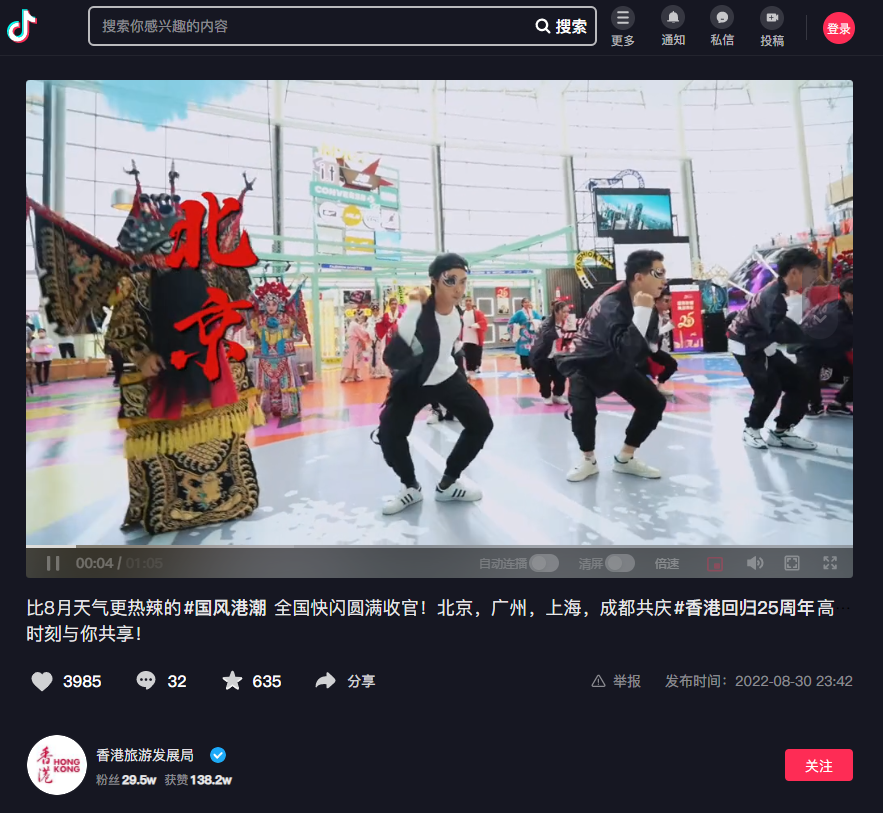 搜索你感兴趣的内容
搜索
更多
通知
私信
投稿
登录
CONVERSE
北京
25
00:04 / 01:05
自动连播
清屏
倍速
比8月天气更热辣的#国风港潮 全国快闪圆满收官！北京，广州，上海，成都共庆#香港回归25周年高···
时刻与你共享！
3985
32
635
分享
举报
发布时间：2022-08-30 23:42
香港
HONG
KONG
香港旅游发展局
粉丝29.5w 获赞138.2w
关注